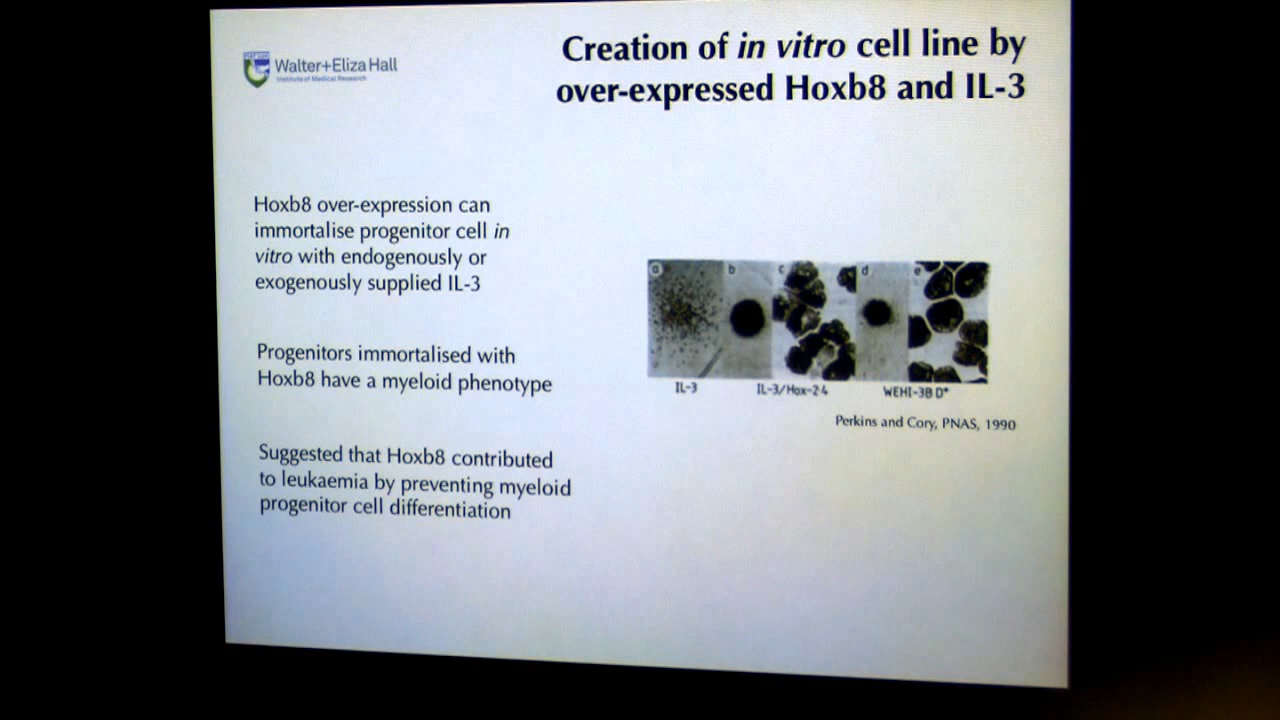 Walter+Eliza Hall
Institute of Medical Research
Creation of in vitro cell line by
over-expressed Hoxb8 and IL-3
Hoxb8 over-expression can
immortalise progenitor cell in
vitro with endogenously or
exogenously supplied IL-3
Progenitors immortalised with
Hoxb8 have a myeloid phenotype
Suggested that Hoxb8 contributed
to leukaemia by preventing myeloid
progenitor cell differentiation
a b c d e
IL-3 IL-3/Hox-2·4 WEHI-3B D⁺
Perkins and Cory, PNAS, 1990